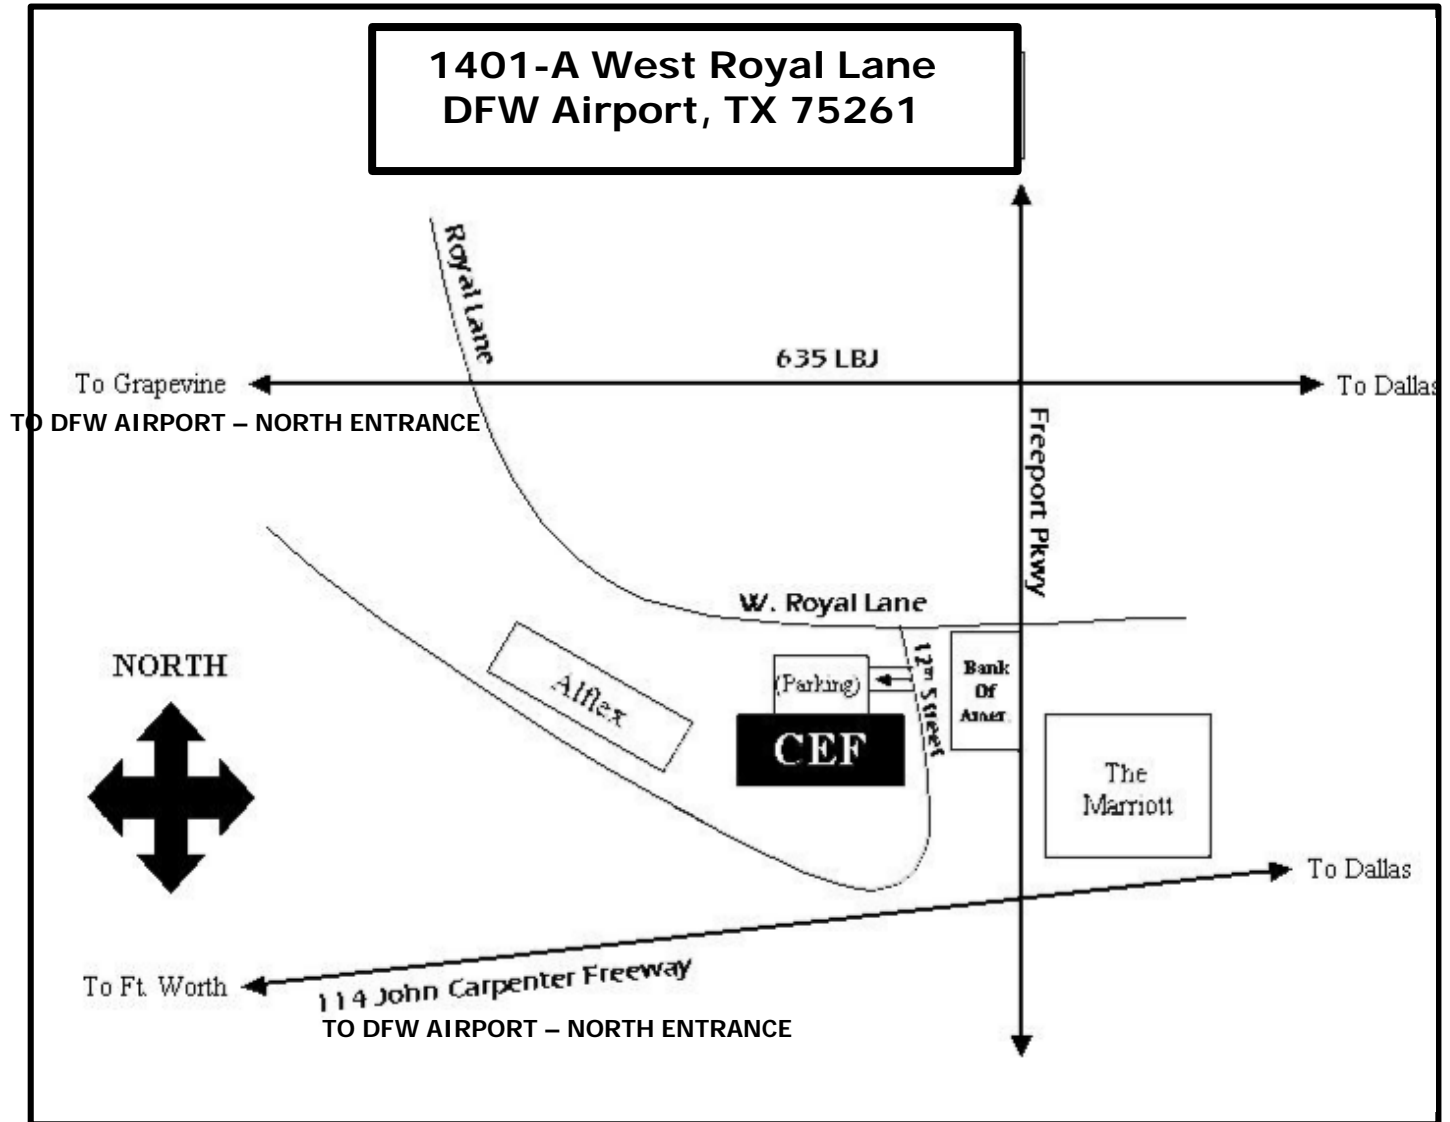 1401-A West Royal Lane
DFW Airport, TX 75261
Royal Lane
635 LBJ
To Grapevine
To Dallas
TO DFW AIRPORT – NORTH ENTRANCE
Freeport Pkwy
W. Royal Lane
12TH Street
NORTH
Alflex
(Parking)
Bank
Of
Amer.
CEF
The
Marriott
To Dallas
To Ft. Worth
114 John Carpenter Freeway
TO DFW AIRPORT – NORTH ENTRANCE